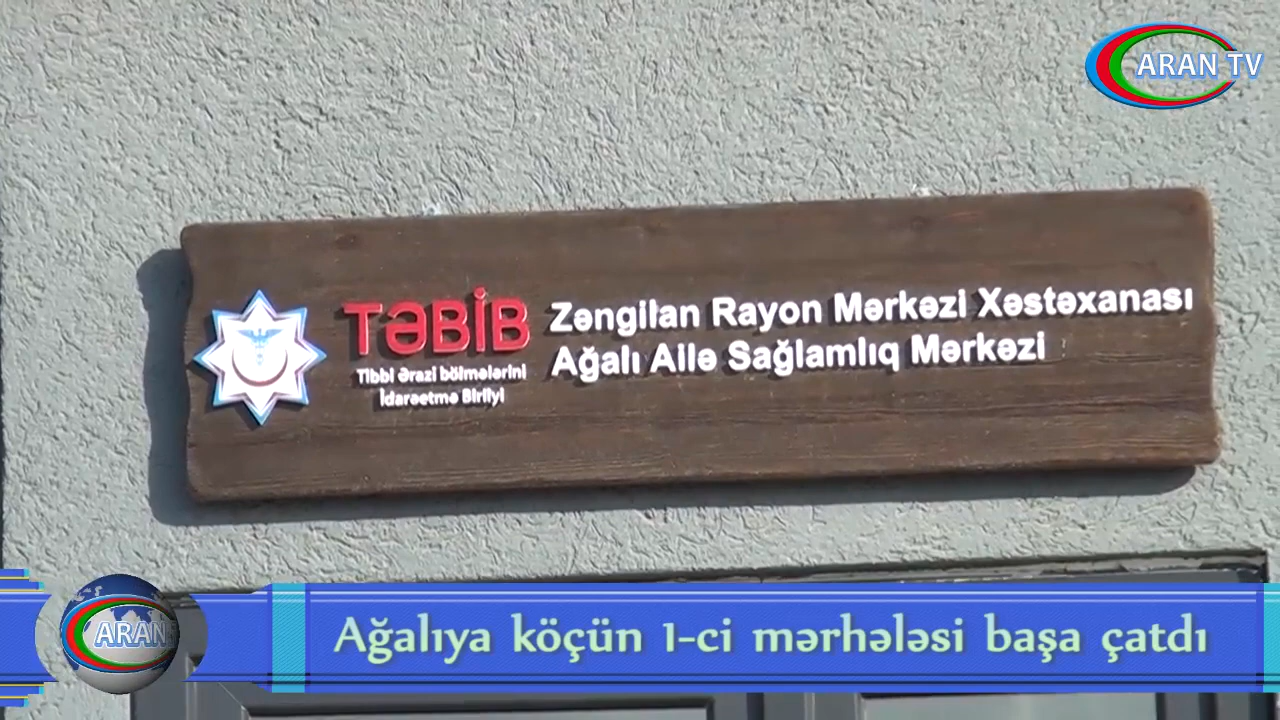 ARAN TV
TƏBİB
Tibbi Ərazi bölmələrini
İdarəetmə Birliyi
Zəngilan Rayon Mərkəzi Xəstəxanası
Ağalı Ailə Sağlamlıq Mərkəzi
ARAN
Ağalıya köçün 1-ci mərhələsi başa çatdı